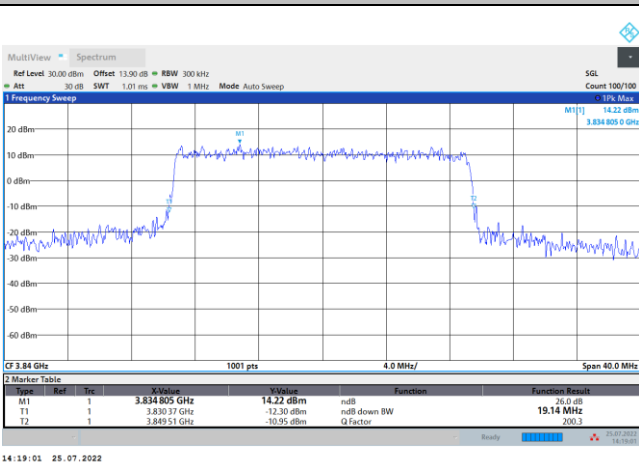 MultiView Spectrum
Ref Level 30.00 dBm Offset 13.90 dB RBW 300 kHz SGL
Att 30 dB SWT 1.01 ms VBW 1 MHz Mode Auto Sweep Count 100/100
1 Frequency Sweep 1Pk Max
M1[1] 14.22 dBm
3.834 805 0 GHz
M1
20 dBm
10 dBm
0 dBm
-10 dBm
-20 dBm
-30 dBm
-40 dBm
-50 dBm
-60 dBm
CF 3.84 GHz 1001 pts 4.0 MHz/ Span 40.0 MHz
2 Marker Table
Type Ref Trc X-Value Y-Value Function Function Result
M1 1 3.834 805 GHz 14.22 dBm ndB 26.0 dB
T1 1 3.830 37 GHz -12.30 dBm ndB down BW 19.14 MHz
T2 1 3.849 51 GHz -10.95 dBm Q Factor 200.3
Ready 25.07.2022
14:19:01
14:19:01 25.07.2022